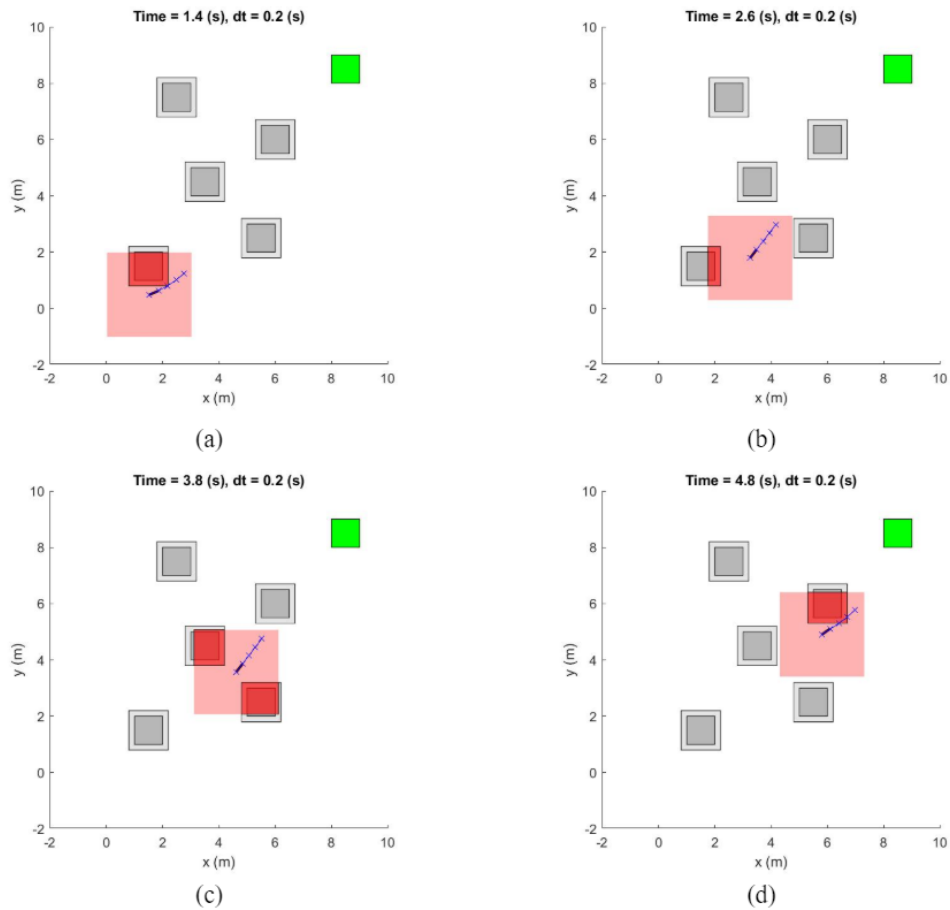 Time = 1.4 (s), dt = 0.2 (s)
10
8
6
4
2
0
-2
y (m)
-2 0 2 4 6 8 10
x (m)
(a)
Time = 2.6 (s), dt = 0.2 (s)
10
8
6
4
2
0
-2
y (m)
-2 0 2 4 6 8 10
x (m)
(b)
Time = 3.8 (s), dt = 0.2 (s)
10
8
6
4
2
0
-2
y (m)
-2 0 2 4 6 8 10
x (m)
(c)
Time = 4.8 (s), dt = 0.2 (s)
10
8
6
4
2
0
-2
y (m)
-2 0 2 4 6 8 10
x (m)
(d)